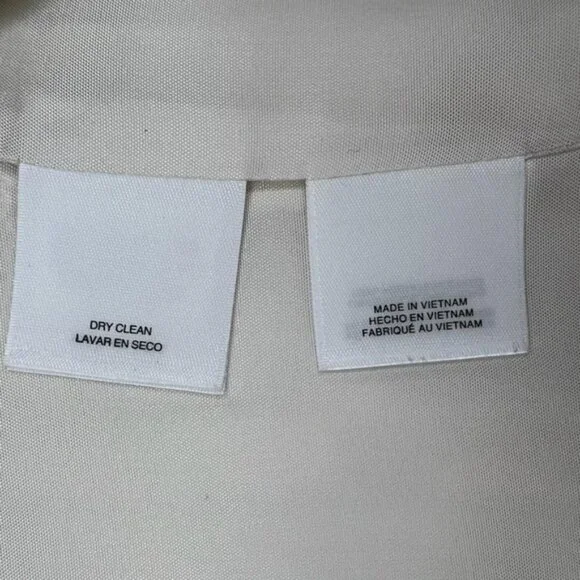 DRY CLEAN
LAVAR EN SECO
MADE IN VIETNAM
HECHO EN VIETNAM
FABRIQUÉ AU VIETNAM